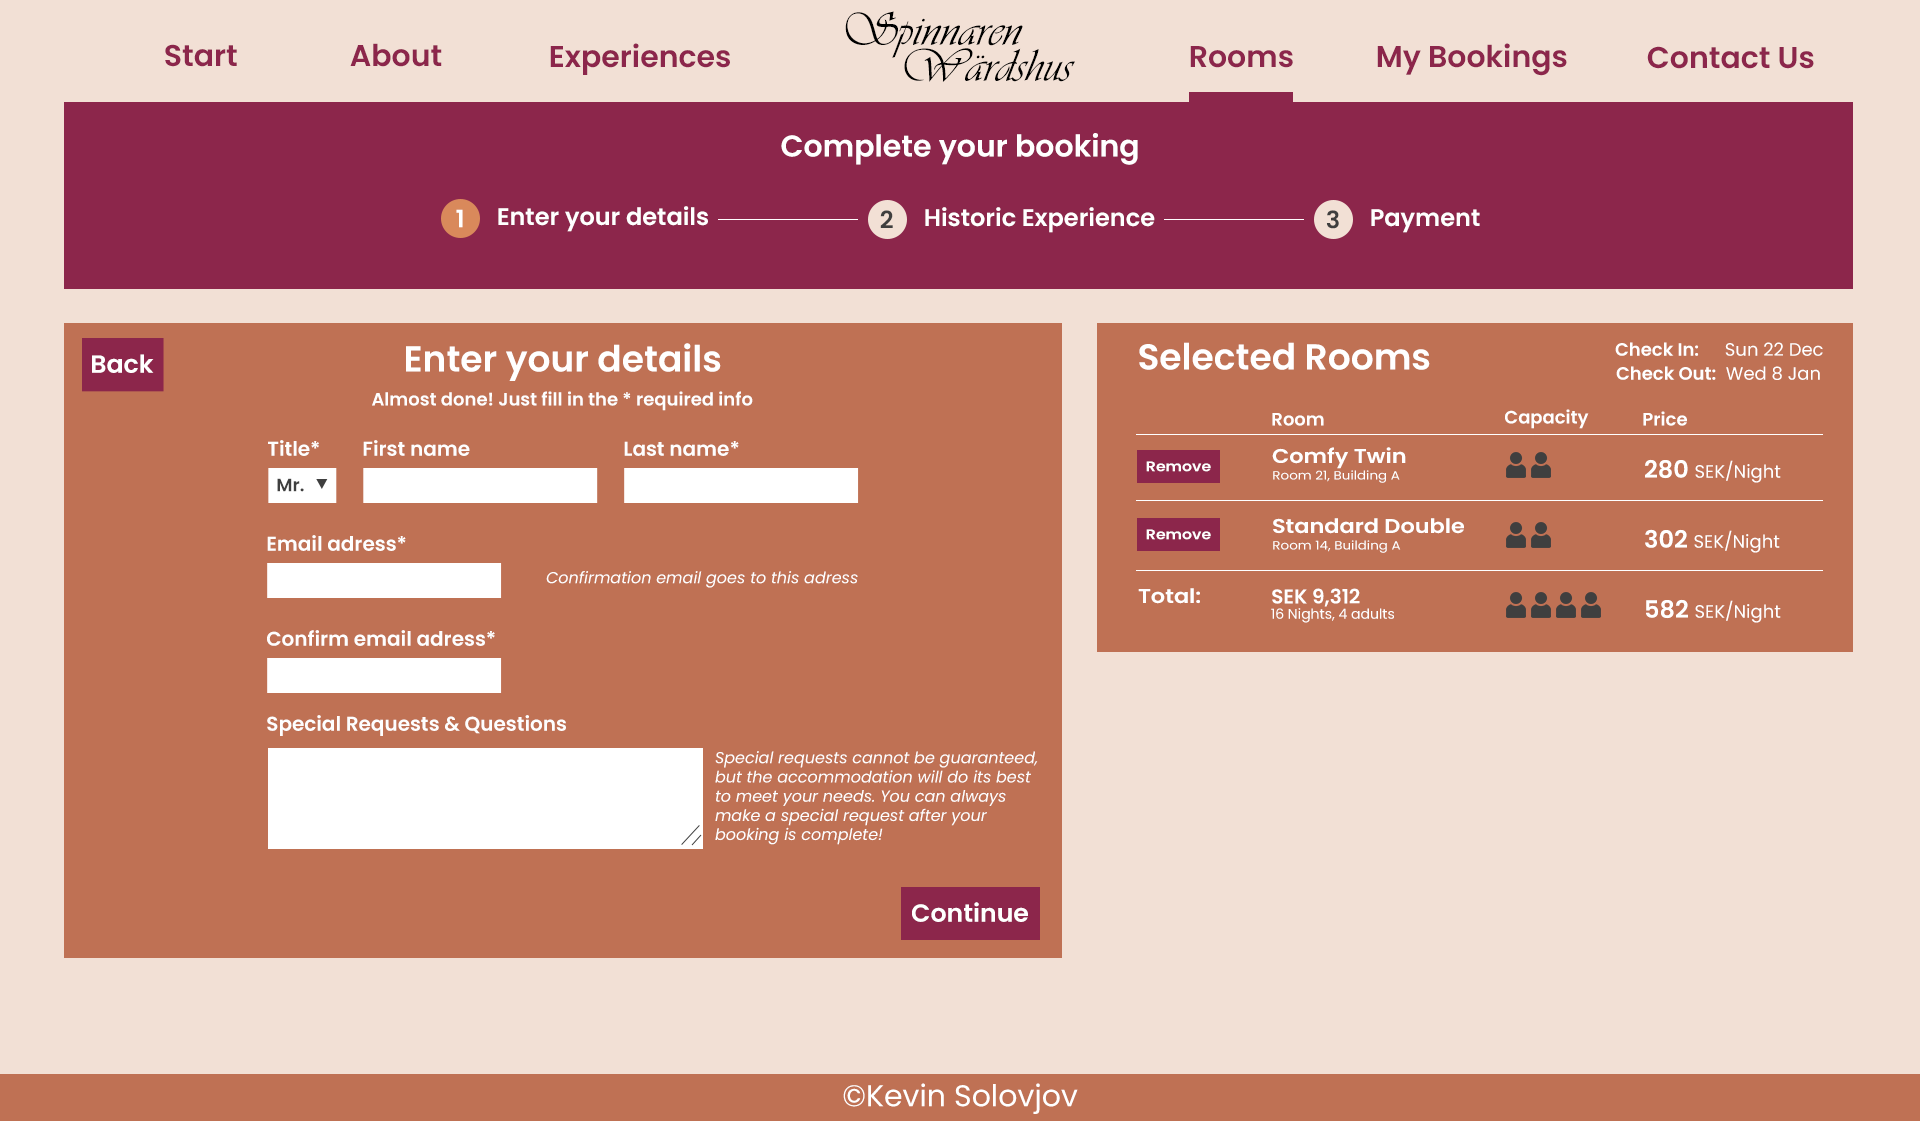 Start
About
Experiences
Spinnaren
Wärdshus
Rooms
My Bookings
Contact Us
Complete your booking
1 Enter your details
2 Historic Experience
3 Payment
Back
Enter your details
Almost done! Just fill in the * required info
Title* First name Last name*
Mr. ▼
Email adress*
Confirmation email goes to this adress
Confirm email adress*
Special Requests & Questions
Special requests cannot be guaranteed,
but the accommodation will do its best
to meet your needs. You can always
make a special request after your
booking is complete!
Continue
Selected Rooms
Check In: Sun 22 Dec
Check Out: Wed 8 Jan
Room Capacity Price
Remove Comfy Twin 280 SEK/Night
Room 21, Building A
Remove Standard Double 302 SEK/Night
Room 14, Building A
Total: SEK 9,312 582 SEK/Night
16 Nights, 4 adults
©Kevin Solovjov